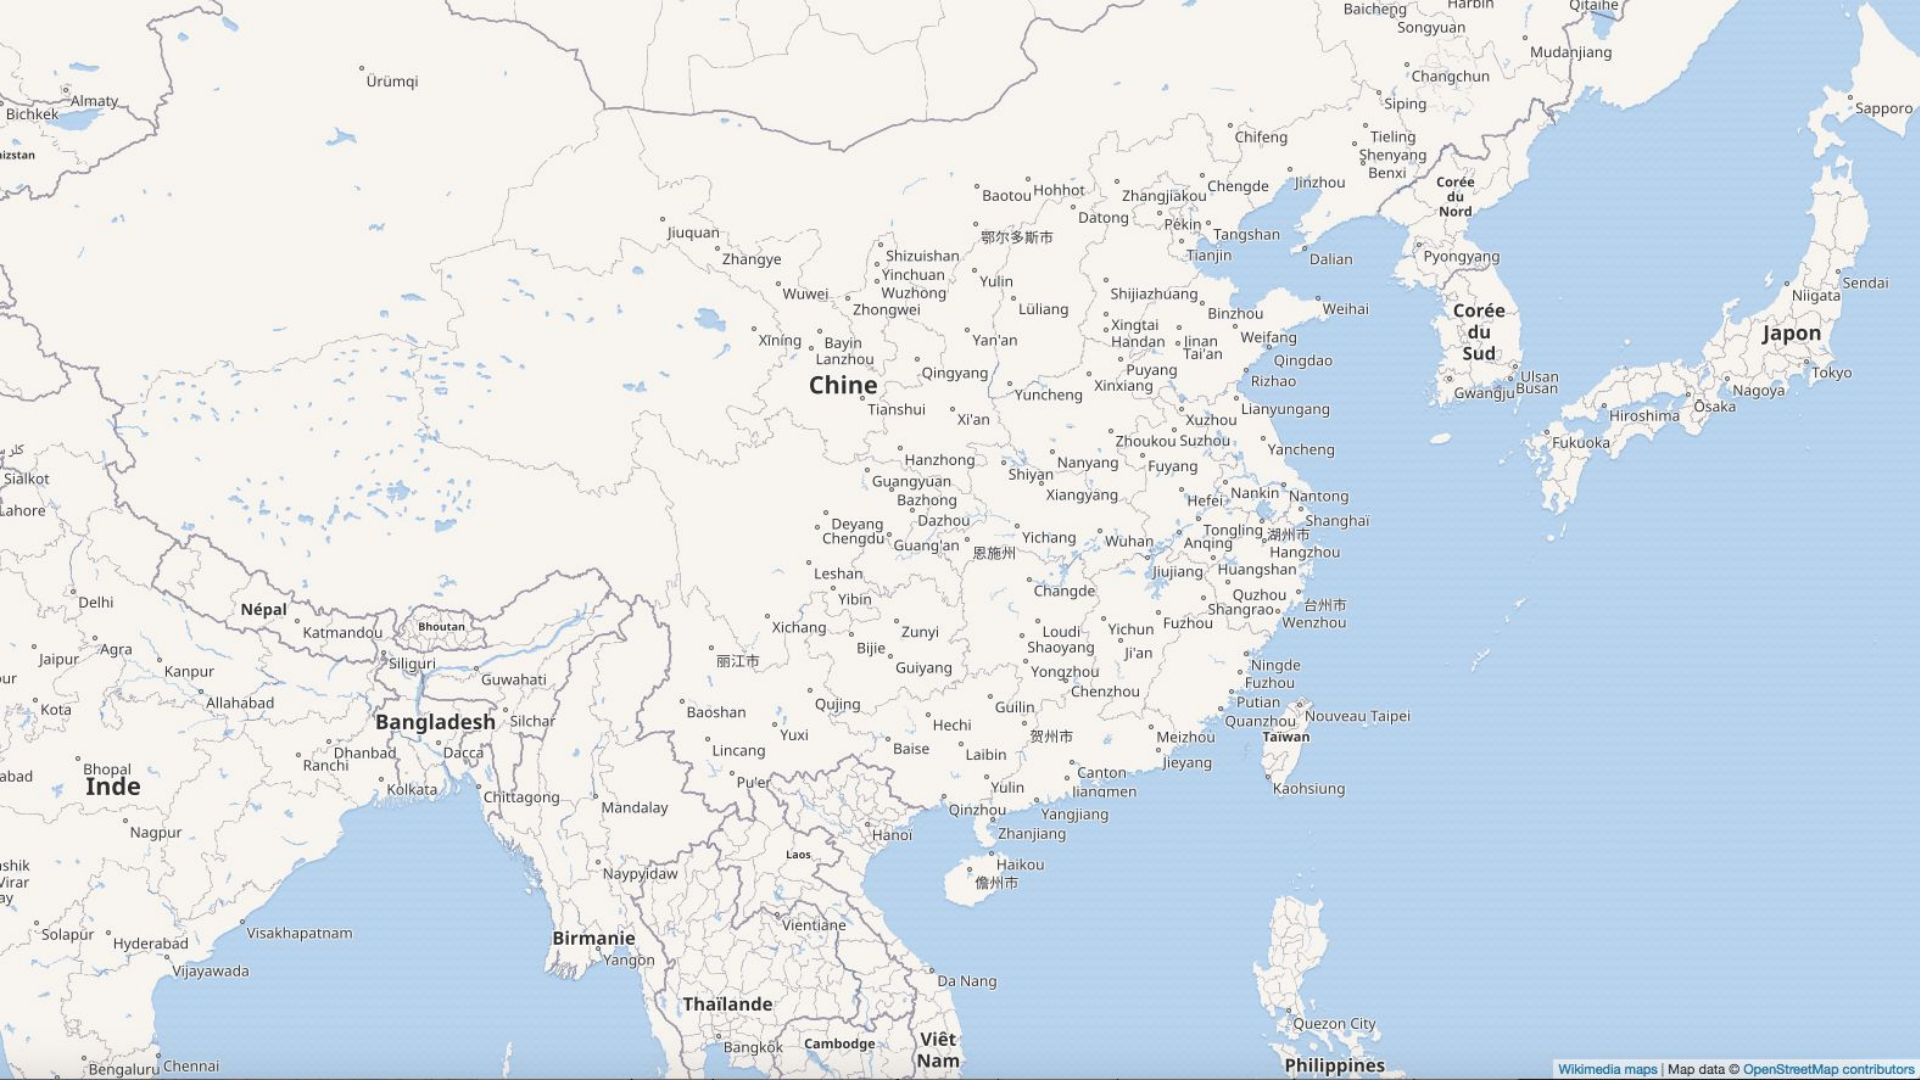 Baicheng
Harbin
Qitaihe
Songyuan
Mudanjiang
Ürümqi
Changchun
Almaty
Bichkek
Siping
Sapporo
Chifeng
Tieling
Shenyang
Benxi
Corée
du
Nord
Baotou
Hohhot
Zhangjiakou
Chengde
Jinzhou
Datong
Pékin
Tangshan
Jiuquan
鄂尔多斯市
Zhangye
Shizuishan
Tianjin
Dalian
Pyongyang
Yinchuan
Yulin
Sendai
Wuwei
Wuzhong
Shijiazhuang
Niigata
Zhongwei
Lüliang
Binzhou
Weihai
Corée
du
Sud
Xingtai
Handan
Jinan
Weifang
Japon
Xining
Bayin
Lanzhou
Yan'an
Tai'an
Qingdao
Qingyang
Puyang
Rizhao
Tokyo
Chine
Xinxiang
Ulsan
Busan
Gwangju
Yuncheng
Nagoya
Tianshui
Xi'an
Lianyungang
Hiroshima
Ōsaka
Xuzhou
Zhoukou
Suzhou
Fukuoka
Yancheng
Hanzhong
Nanyang
Fuyang
Sialkot
Guangyuan
Shiyan
Xiangyang
Bazhong
Hefei
Nankin
Nantong
Lahore
Deyang
Dazhou
Shanghaï
Chengdu
Guang'an
Yichang
Wuhan
Tongling
湖州市
Anqing
恩施州
Hangzhou
Leshan
Jiujiang
Huangshan
Changde
Quzhou
Delhi
Yibin
Shangrao
台州市
Népal
Wenzhou
Katmandou
Bhoutan
Xichang
Zunyi
Loudi
Yichun
Fuzhou
Agra
Bijie
Shaoyang
Ji'an
Jaipur
Kanpur
Siliguri
丽江市
Guiyang
Yongzhou
Ningde
Guwahati
Chenzhou
Fuzhou
Kota
Allahabad
Baoshan
Qujing
Guilin
Putian
Bangladesh
Silchar
Hechi
Quanzhou
Nouveau Taipei
Yuxi
贺州市
Meizhou
Taïwan
Dhanbad
Dacca
Lincang
Baise
Laibin
Jieyang
Ranchi
Bhopal
Inde
Kolkata
Chittagong
Pu'er
Yulin
Canton
Jiangmen
Kaohsiung
Mandalay
Qinzhou
Yangjiang
Nagpur
Hanoï
Zhanjiang
Laos
Haikou
Naypyidaw
儋州市
Solapur
Hyderabad
Visakhapatnam
Birmanie
Vientiane
Yangon
Vijayawada
Da Nang
Thaïlande
Quezon City
Viêt
Nam
Bangkok
Cambodge
Philippines
Bengaluru
Chennai
Wikimedia maps | Map data © OpenStreetMap contributors